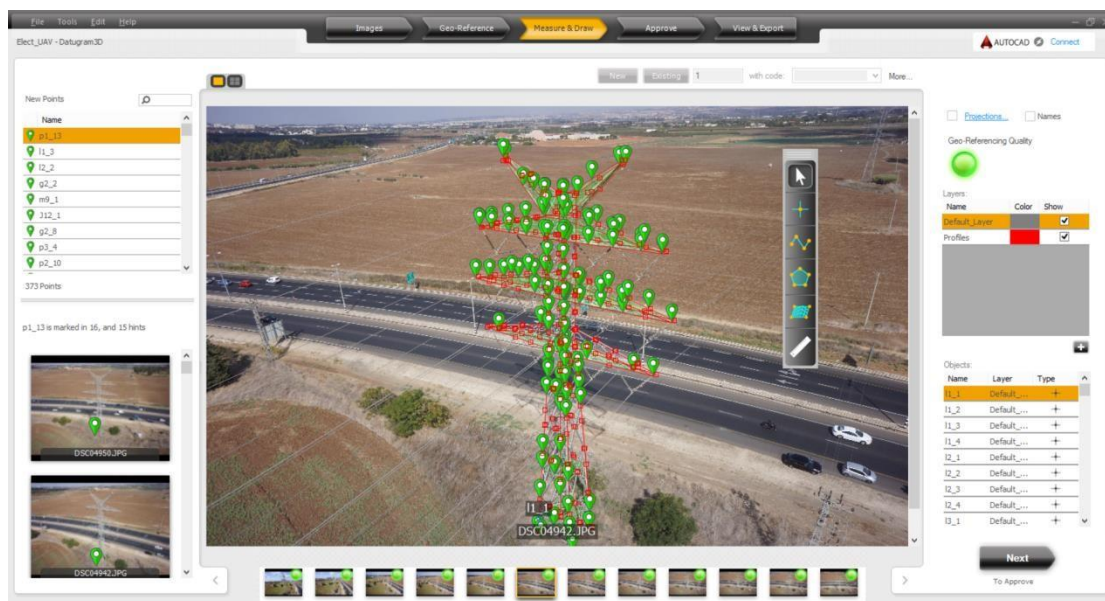 File Tools Edit Help
Images
Geo-Reference
Measure & Draw
Approve
View & Export
Elect_UAV - Datugram3D
AUTOCAD Connect
New Existing 1 with code: More...
New Points
Name
p1_13
l1_3
l2_2
g2_2
m9_1
J12_1
g2_8
p3_4
p2_10
373 Points
p1_13 is marked in 16, and 15 hints
DSC04950.JPG
DSC04942.JPG
l1_1
DSC04942.JPG
Projections... Names
Geo-Referencing Quality
Layers:
Name Color Show
Default_Layer
Profiles
Objects:
Name Layer Type
l1_1 Default_...
l1_2 Default_...
l1_3 Default_...
l1_4 Default_...
l2_1 Default_...
l2_2 Default_...
l2_3 Default_...
l2_4 Default_...
l3_1 Default_...
Next
To Approve